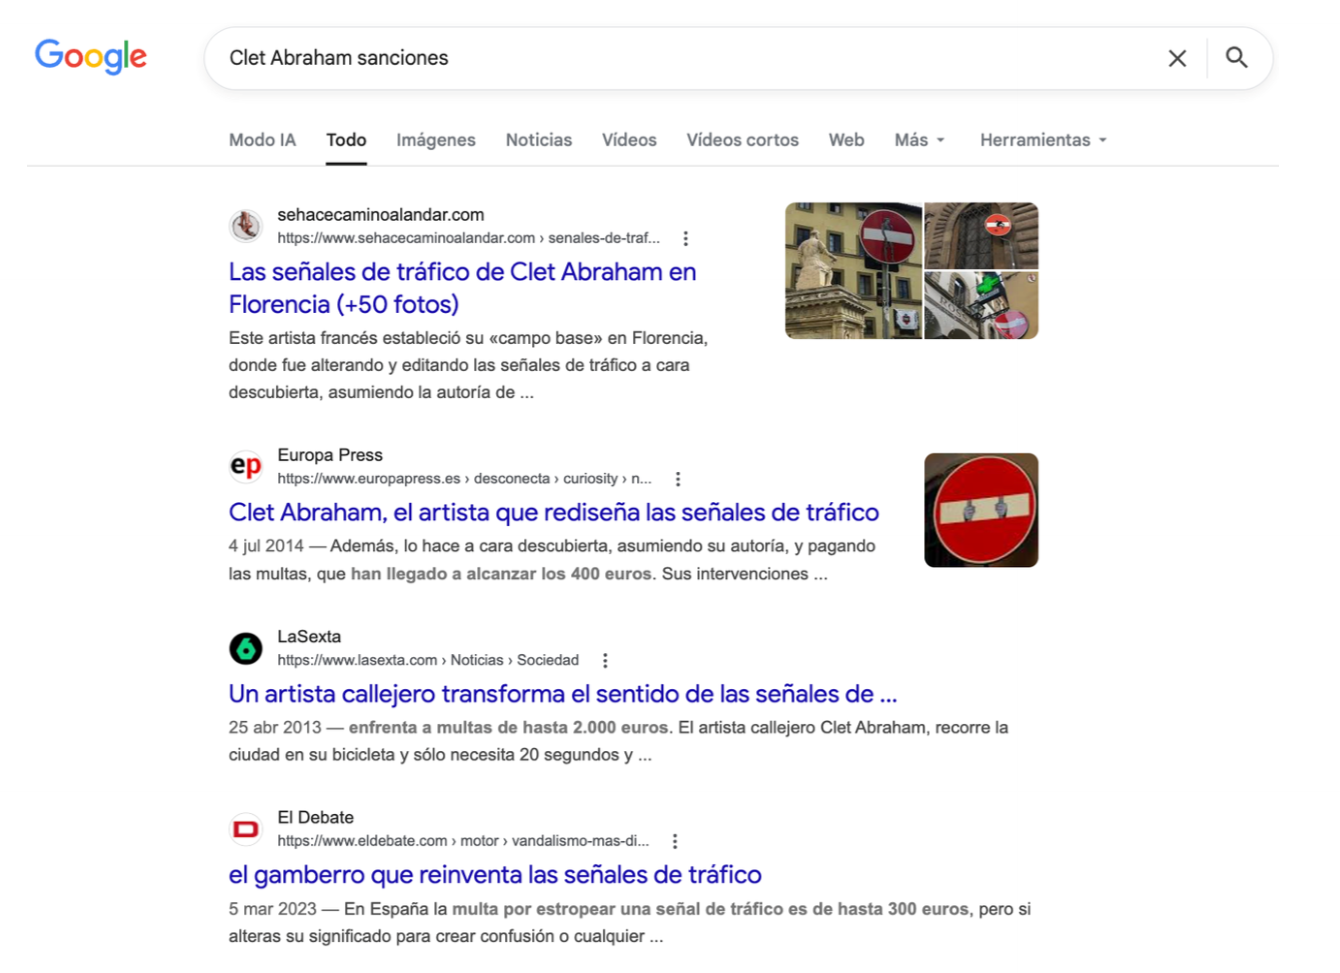 Google
Clet Abraham sanciones
Modo IA Todo Imágenes Noticias Vídeos Vídeos cortos Web Más Herramientas
sehacecaminoalandar.com
https://www.sehacecaminoalandar.com › senales-de-traf...
Las señales de tráfico de Clet Abraham en
Florencia (+50 fotos)
Este artista francés estableció su «campo base» en Florencia,
donde fue alterando y editando las señales de tráfico a cara
descubierta, asumiendo la autoría de ...
ep
Europa Press
https://www.europapress.es › desconecta › curiosity › n...
Clet Abraham, el artista que rediseña las señales de tráfico
4 jul 2014 — Además, lo hace a cara descubierta, asumiendo su autoría, y pagando
las multas, que han llegado a alcanzar los 400 euros. Sus intervenciones ...
6
LaSexta
https://www.lasexta.com › Noticias › Sociedad
Un artista callejero transforma el sentido de las señales de ...
25 abr 2013 — enfrenta a multas de hasta 2.000 euros. El artista callejero Clet Abraham, recorre la
ciudad en su bicicleta y sólo necesita 20 segundos y ...
D
El Debate
https://www.eldebate.com › motor › vandalismo-mas-di...
el gamberro que reinventa las señales de tráfico
5 mar 2023 — En España la multa por estropear una señal de tráfico es de hasta 300 euros, pero si
alteras su significado para crear confusión o cualquier ...